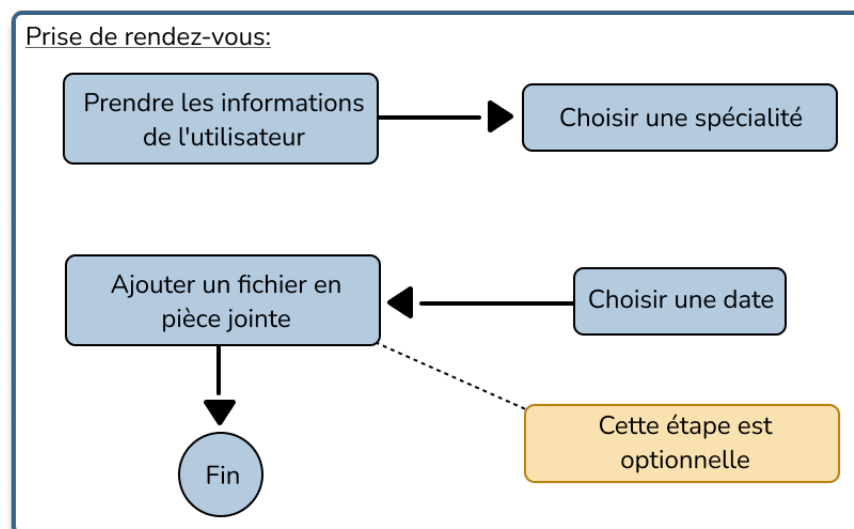 Prise de rendez-vous:
Prendre les informations
de l'utilisateur
Choisir une spécialité
Ajouter un fichier en
pièce jointe
Choisir une date
Cette étape est
optionnelle
Fin